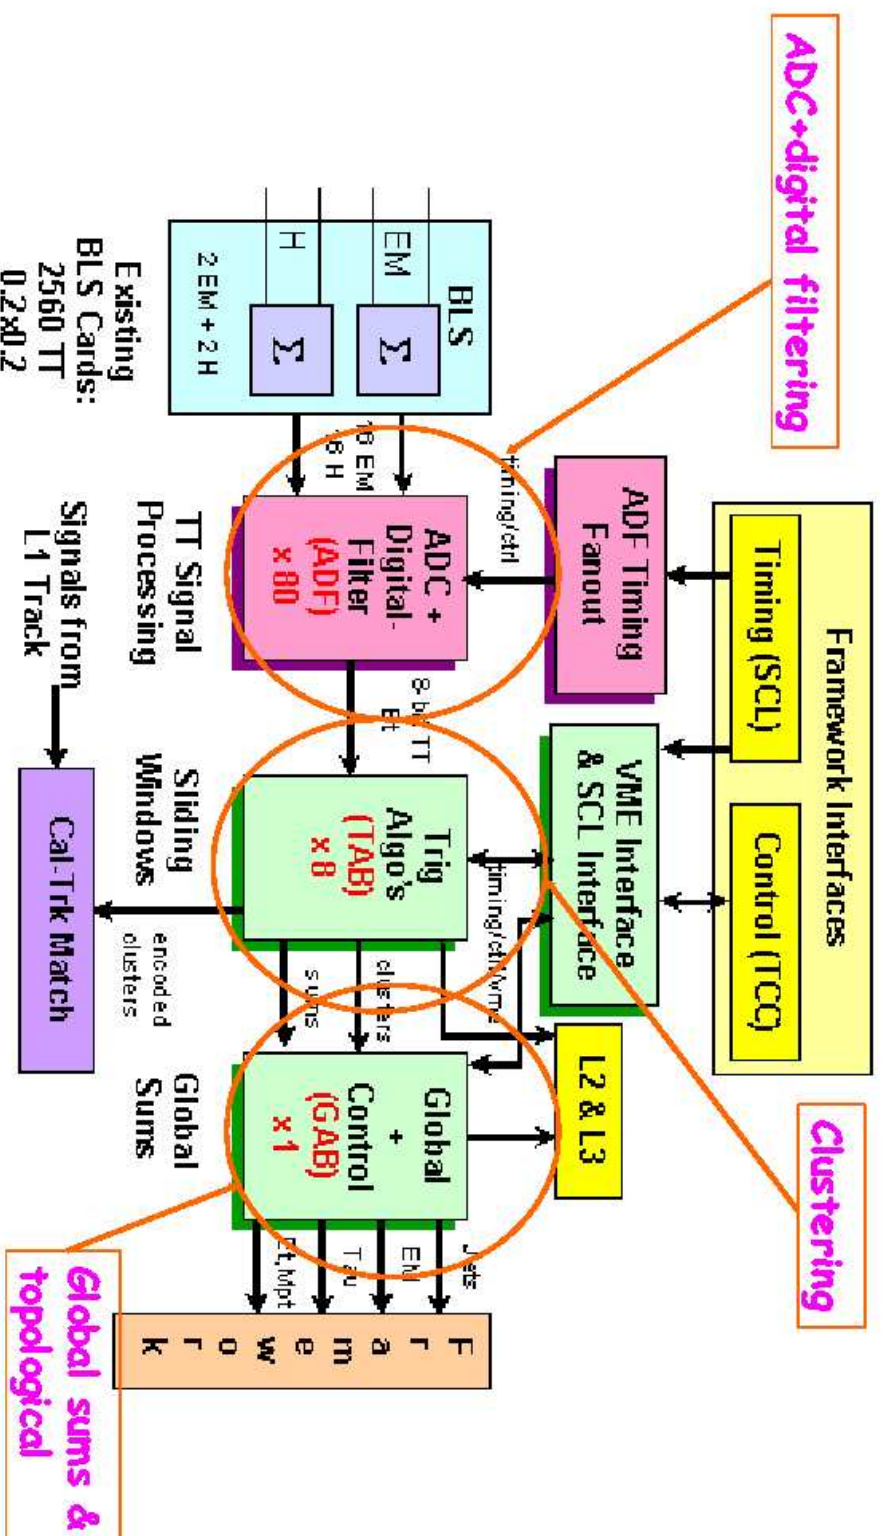 ADC+digital filtering
Clustering
Framework Interfaces
Timing (SCL)
Control (TCC)
ADF Timing
Fanout
VME Interface
& SCL Interface
L2 & L3
timing/ctrl
timing/ctrl/vme
BLS
EM
Σ
H
Σ
2 EM + 2 H
16 EM
16 H
ADC +
Digital-
Filter
(ADF)
x 80
8-bit TT
Et
Trig
Algo's
(TAB)
x 8
clusters
sums
Global
+
Control
(GAB)
x 1
Jets
EM
Tau
Et,Mpt
F
r
a
m
e
w
o
r
k
Existing
BLS Cards:
2560 TT
0.2x0.2
TT Signal
Processing
Sliding
Windows
Global
Sums
encoded
clusters
Signals from
L1 Track
Cal-Trk Match
Global sums &
topological